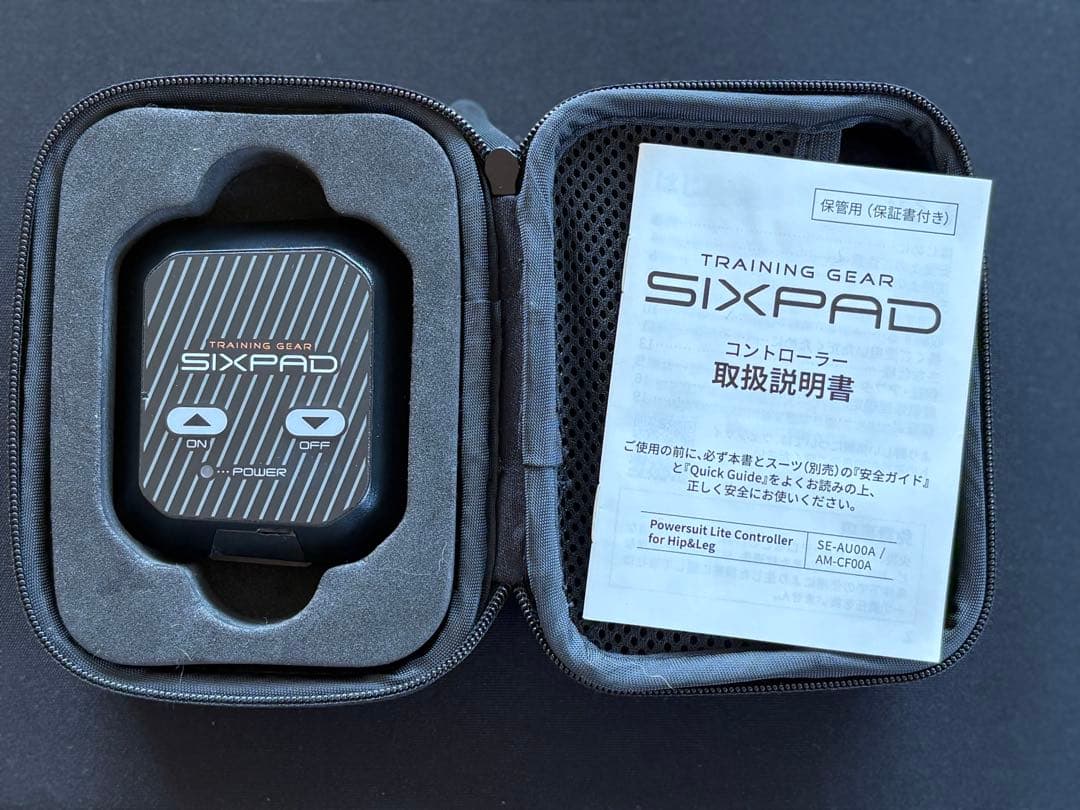 TRAINING GEAR
SIXPAD
ON
OFF
POWER
保管用（保証書付き）
TRAINING GEAR
SIXPAD
コントローラー
取扱説明書
ご使用の前に、必ず本書とスーツ（別売）の『安全ガイド』
と『Quick Guide』をよくお読みの上、
正しく安全にお使いください。
Powersuit Lite Controller
for Hip&Leg
SE-AU00A /
AM-CF00A